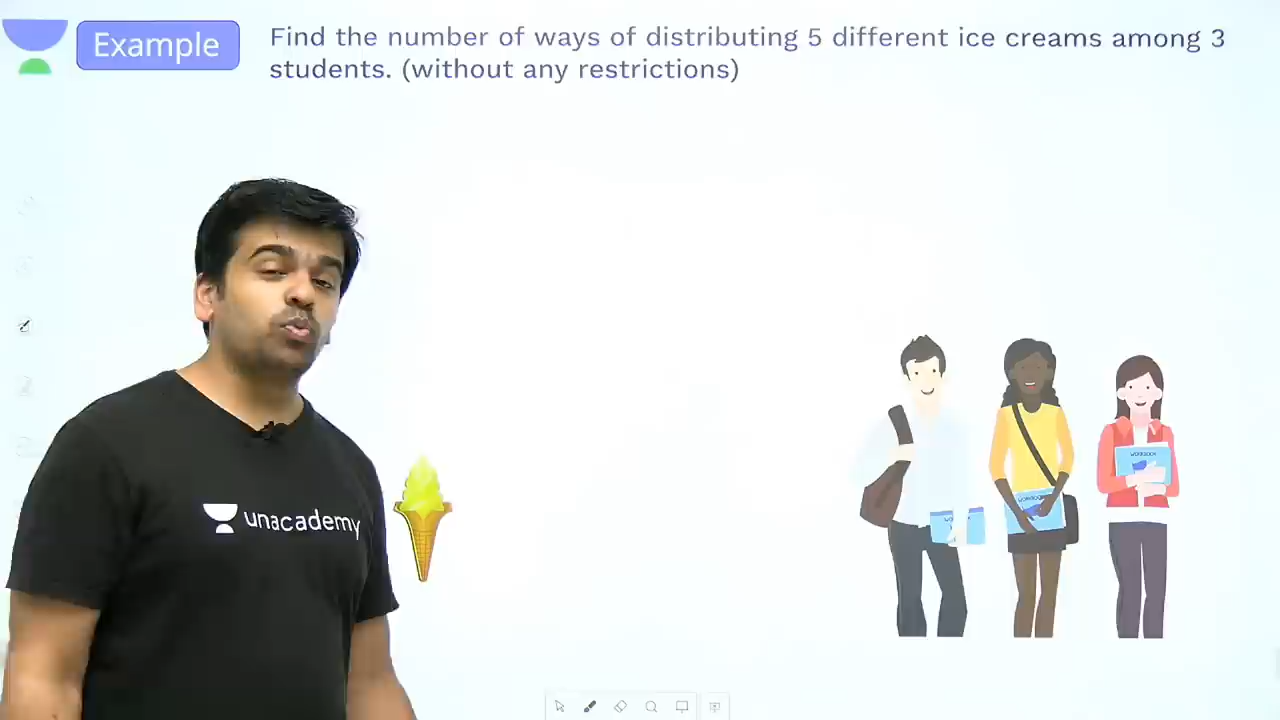 Example
Find the number of ways of distributing 5 different ice creams among 3
students. (without any restrictions)
unacademy
WORKBOOK